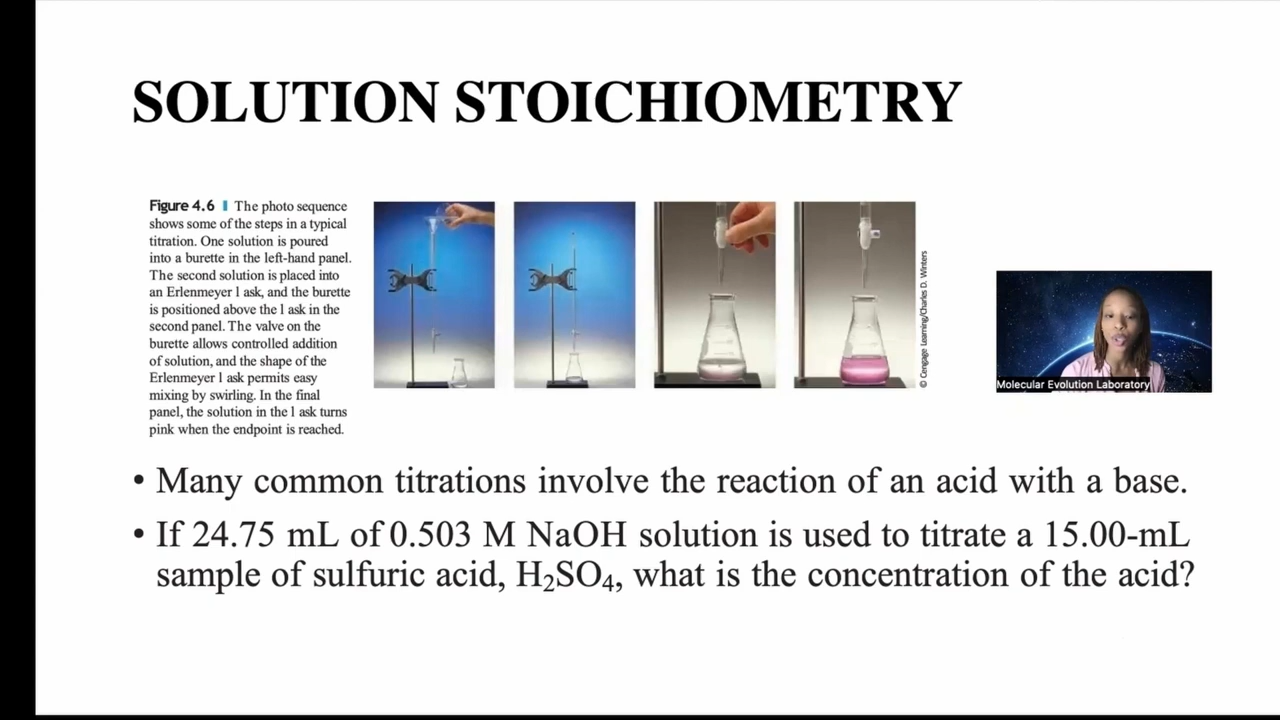 SOLUTION STOICHIOMETRY
Figure 4.6 I The photo sequence
shows some of the steps in a typical
titration. One solution is poured
into a burette in the left-hand panel.
The second solution is placed into
an Erlenmeyer l ask, and the burette
is positioned above the l ask in the
second panel. The valve on the
burette allows controlled addition
of solution, and the shape of the
Erlenmeyer l ask permits easy
mixing by swirling. In the final
panel, the solution in the l ask turns
pink when the endpoint is reached.
© Cengage Learning/Charles D. Winters
Molecular Evolution Laboratory
• Many common titrations involve the reaction of an acid with a base.
• If 24.75 mL of 0.503 M NaOH solution is used to titrate a 15.00-mL
sample of sulfuric acid, H₂SO₄, what is the concentration of the acid?